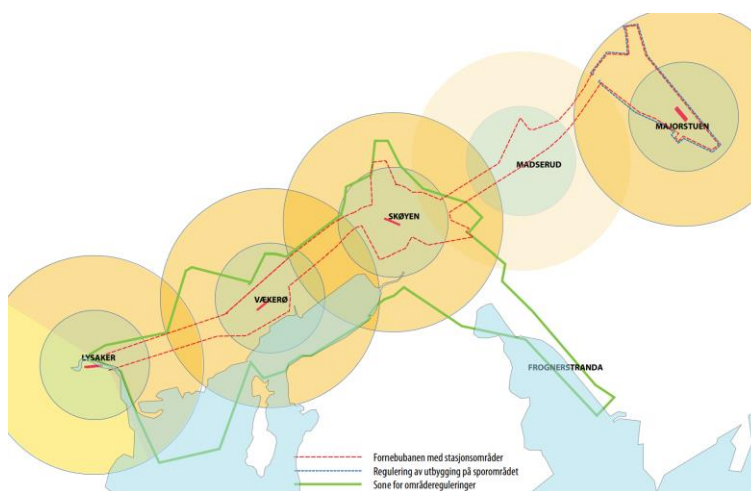 MAJORSTUEN
MADSERUD
SKØYEN
VÆKERØ
LYSAKER
FROGNERSTRANDA
Fornebubanen med stasjonsområder
Regulering av utbygging på sporområdet
Sone for områdereguleringer